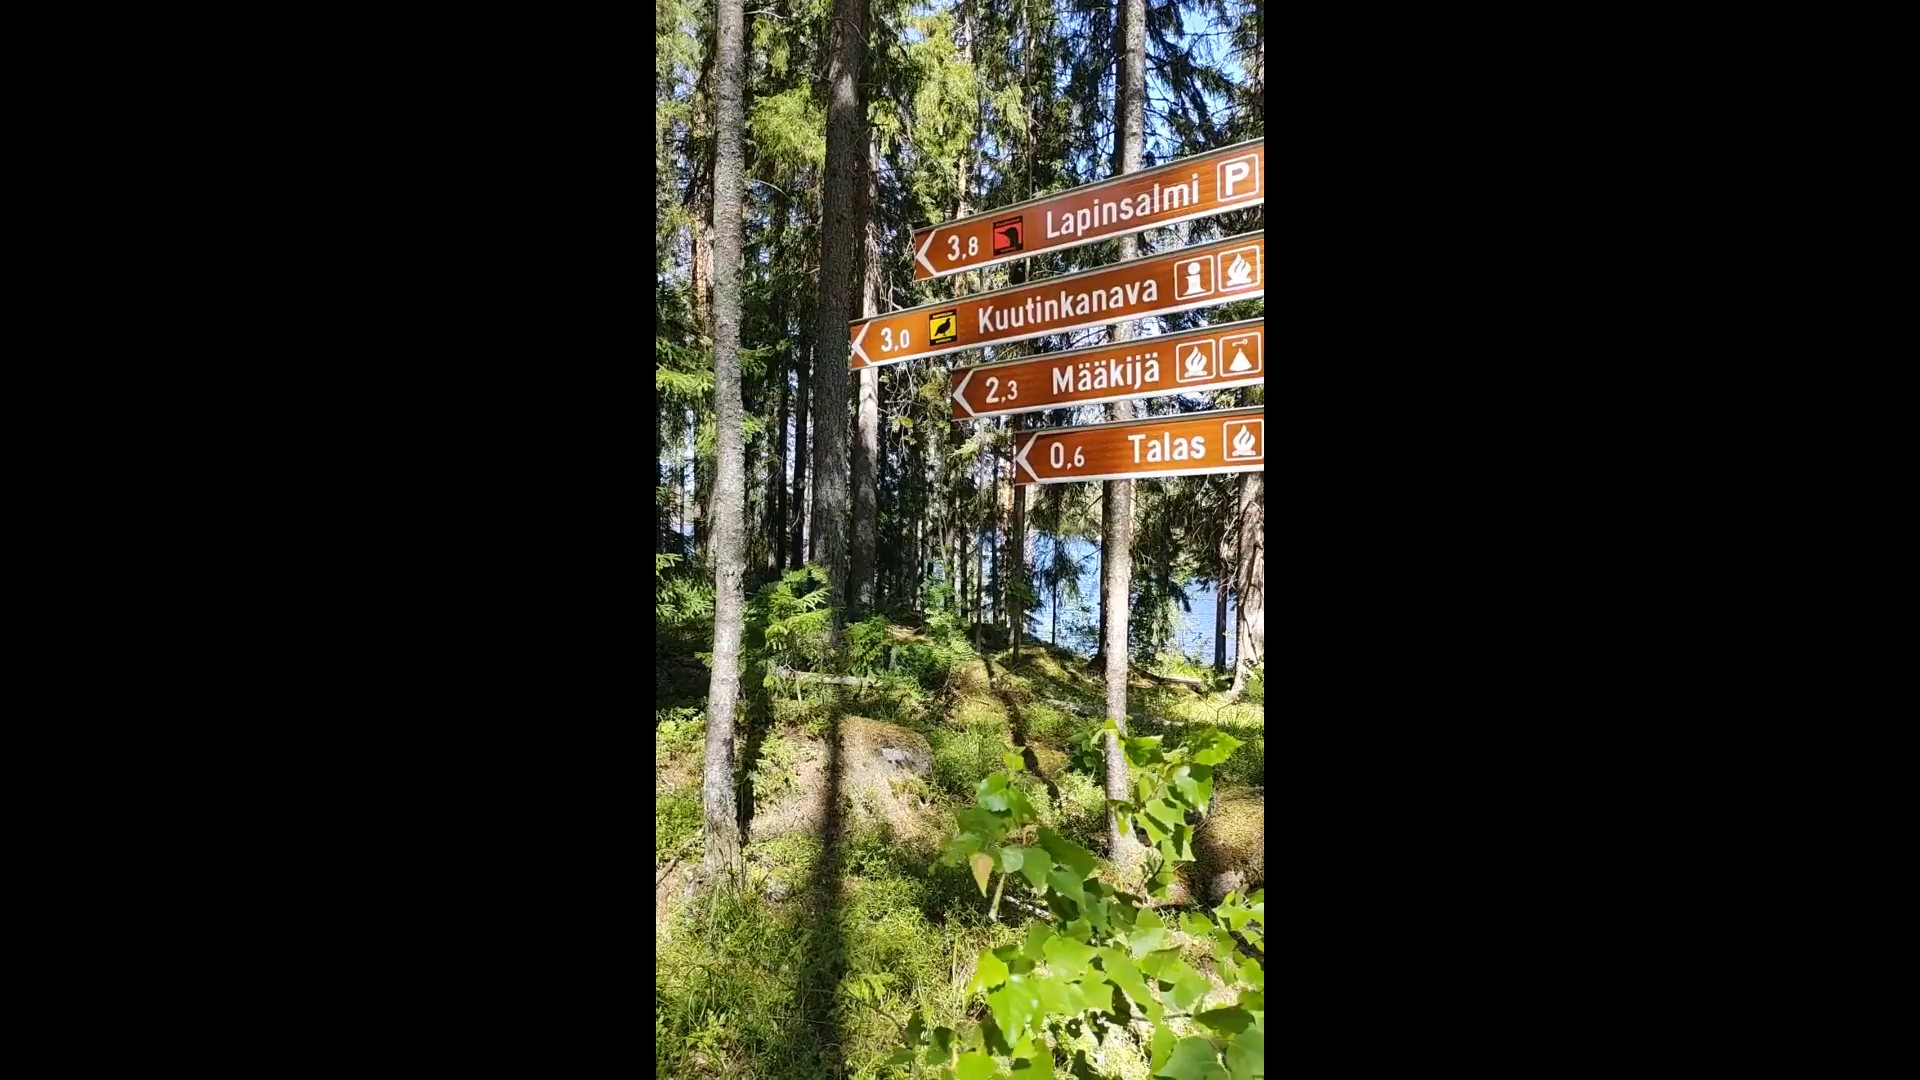 3,8 Lapinsalmi P
3,0 Kuutinkanava i
2,3 Määkijä
0,6 Talas